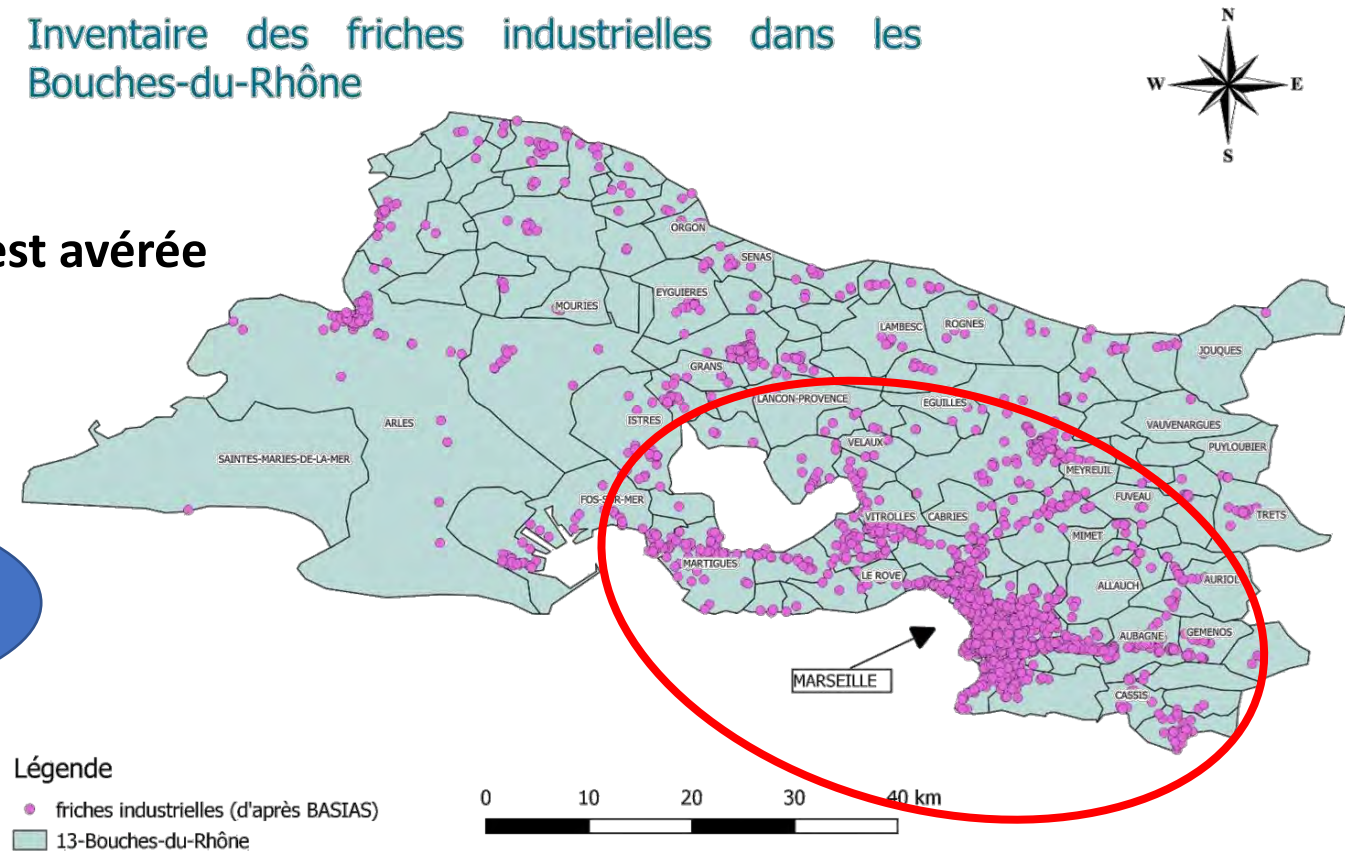 Inventaire des friches industrielles dans les
Bouches-du-Rhône
N
W
E
S
est avérée
ORGON
SENAS
MOURIES
EYGUIERES
LAMBESC
ROGNES
JOUQUES
GRANS
LANCON-PROVENCE
EGUILLES
ARLES
ISTRES
VAUVENARGUES
VELAUX
PUYLOUBIER
SAINTES-MARIES-DE-LA-MER
MEYREUIL
FOS-SUR-MER
FUVEAU
VITROLLES
CABRIES
TRETS
MIMET
MARTIGUES
LE ROVE
ALLAUCH
AURIOL
AUBAGNE
GEMENOS
MARSEILLE
CASSIS
Légende
friches industrielles (d'après BASIAS)
13-Bouches-du-Rhône
0 10 20 30 40 km